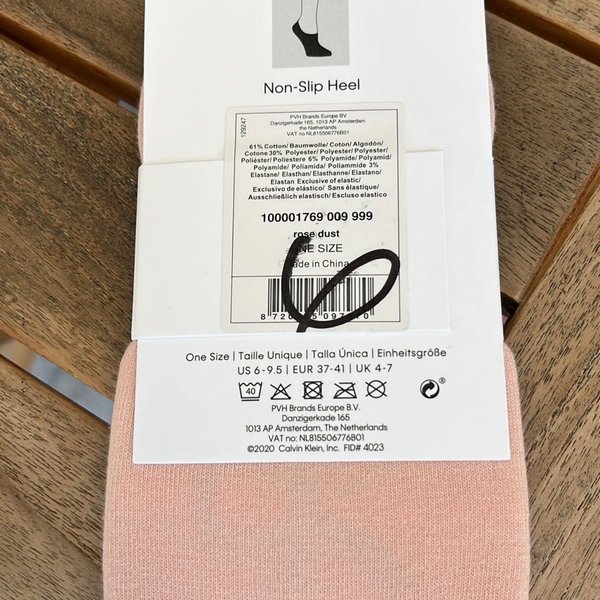 Non-Slip Heel
PVH Brands Europe BV
Danzigerkade 165, 1013 AP Amsterdam
the Netherlands
VAT no NL815506776B01
129247
61% Cotton/ Baumwolle/ Coton/ Algodón/
Cotone 30% Polyester/ Polyester/ Polyester/
Poliéster/ Poliestere 6% Polyamide/ Polyamid/
Polyamide/ Poliamida/ Poliammide 3%
Elastane/ Elasthan/ Elasthanne/ Elastano/
Elastan Exclusive of elastic/
Exclusivo de elástico/ Sans élastique/
Ausschließlich elastisch/ Escluso elastico
100001769 009 999
rose dust
SIZE
in China
One Size | Taille Unique | Talla Única | Einheitsgröße
US 6-9.5 | EUR 37-41 | UK 4-7
40
PVH Brands Europe B.V.
Danzigerkade 165
1013 AP Amsterdam, The Netherlands
VAT no: NL815506776B01
©2020 Calvin Klein, Inc. FID# 4023